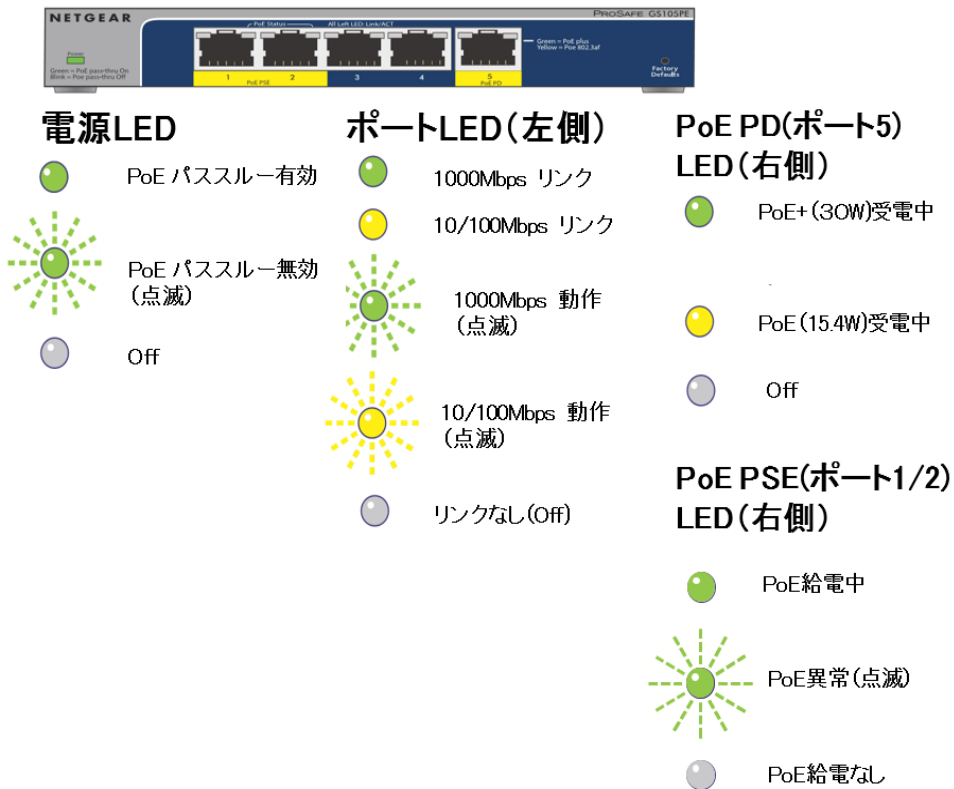 NETGEAR
PROSAFE GS105PE
PoE Status
All Left LED: Link/ACT
Green = PoE plus
Yellow = Poe 802.3af
Power
Green = PoE pass-thru On
Blink = Poe pass-thru Off
1 2 3 4 5
PoE PSE
PoE PD
Factory
Defaults
電源LED
PoE パススルー有効
PoE パススルー無効
(点滅)
Off
ポートLED(左側)
1000Mbps リンク
10/100Mbps リンク
1000Mbps 動作
(点滅)
10/100Mbps 動作
(点滅)
リンクなし(Off)
PoE PD(ポート5)
LED(右側)
PoE+(30W)受電中
PoE(15.4W)受電中
Off
PoE PSE(ポート1/2)
LED(右側)
PoE給電中
PoE異常(点滅)
PoE給電なし